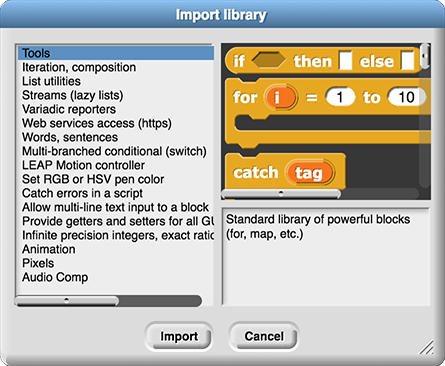 Import library
Tools
Iteration, composition
List utilities
Streams (lazy lists)
Variadic reporters
Web services access (https)
Words, sentences
Multi-branched conditional (switch)
LEAP Motion controller
Set RGB or HSV pen color
Catch errors in a script
Allow multi-line text input to a block
Provide getters and setters for all GU
Infinite precision integers, exact ratio
Animation
Pixels
Audio Comp
if then else
for i = 1 to 10
catch tag
Standard library of powerful blocks
(for, map, etc.)
Import Cancel